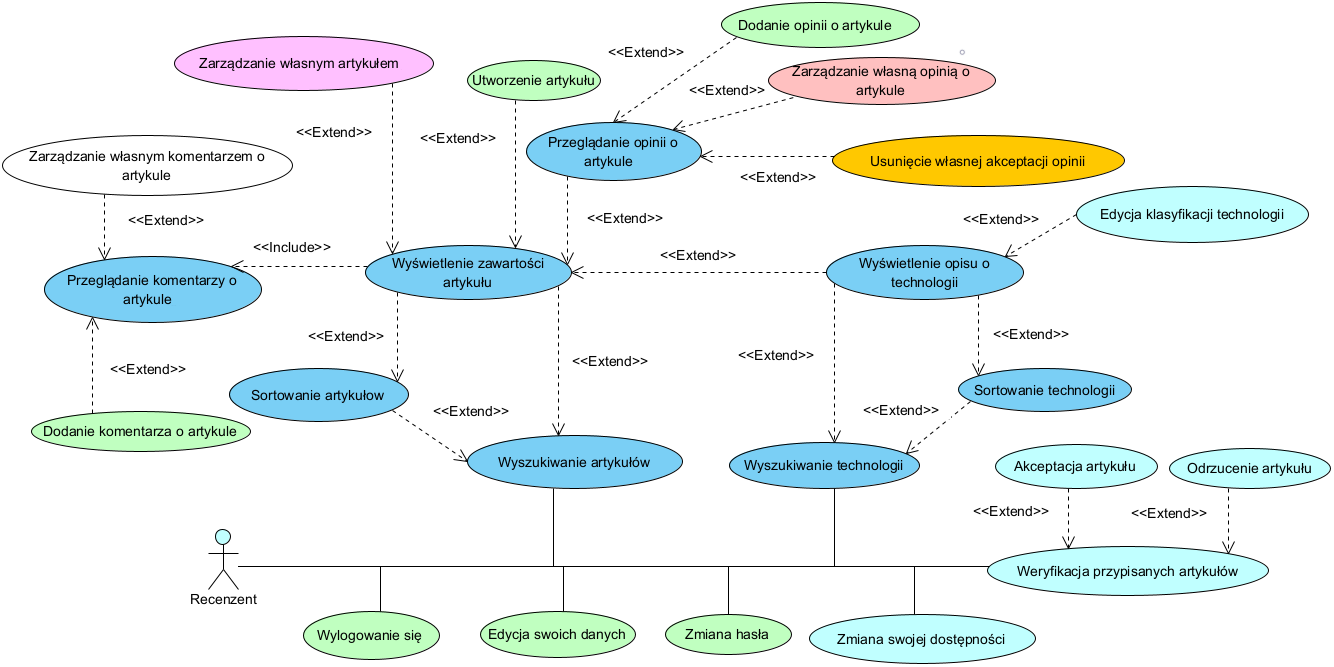 Dodanie opinii o artykule
<<Extend>>
Zarządzanie własnym artykułem
Utworzenie artykułu
Zarządzanie własną opinią o
artykule
<<Extend>>
<<Extend>>
<<Extend>>
Przeglądanie opinii o
artykule
Zarządzanie własnym komentarzem o
artykule
Usunięcie własnej akceptacji opinii
<<Extend>>
<<Extend>>
<<Extend>>
<<Extend>>
Edycja klasyfikacji technologii
<<Include>>
<<Extend>>
Wyświetlenie zawartości
artykułu
Wyświetlenie opisu o
technologii
Przeglądanie komentarzy o
artykule
<<Extend>>
<<Extend>>
<<Extend>>
<<Extend>>
<<Extend>>
Sortowanie artykułow
Sortowanie technologii
<<Extend>>
<<Extend>>
Dodanie komentarza o artykule
Wyszukiwanie artykułów
Wyszukiwanie technologii
Akceptacja artykułu
Odrzucenie artykułu
<<Extend>>
<<Extend>>
Weryfikacja przypisanych artykułów
Recenzent
Wylogowanie się
Edycja swoich danych
Zmiana hasła
Zmiana swojej dostępności